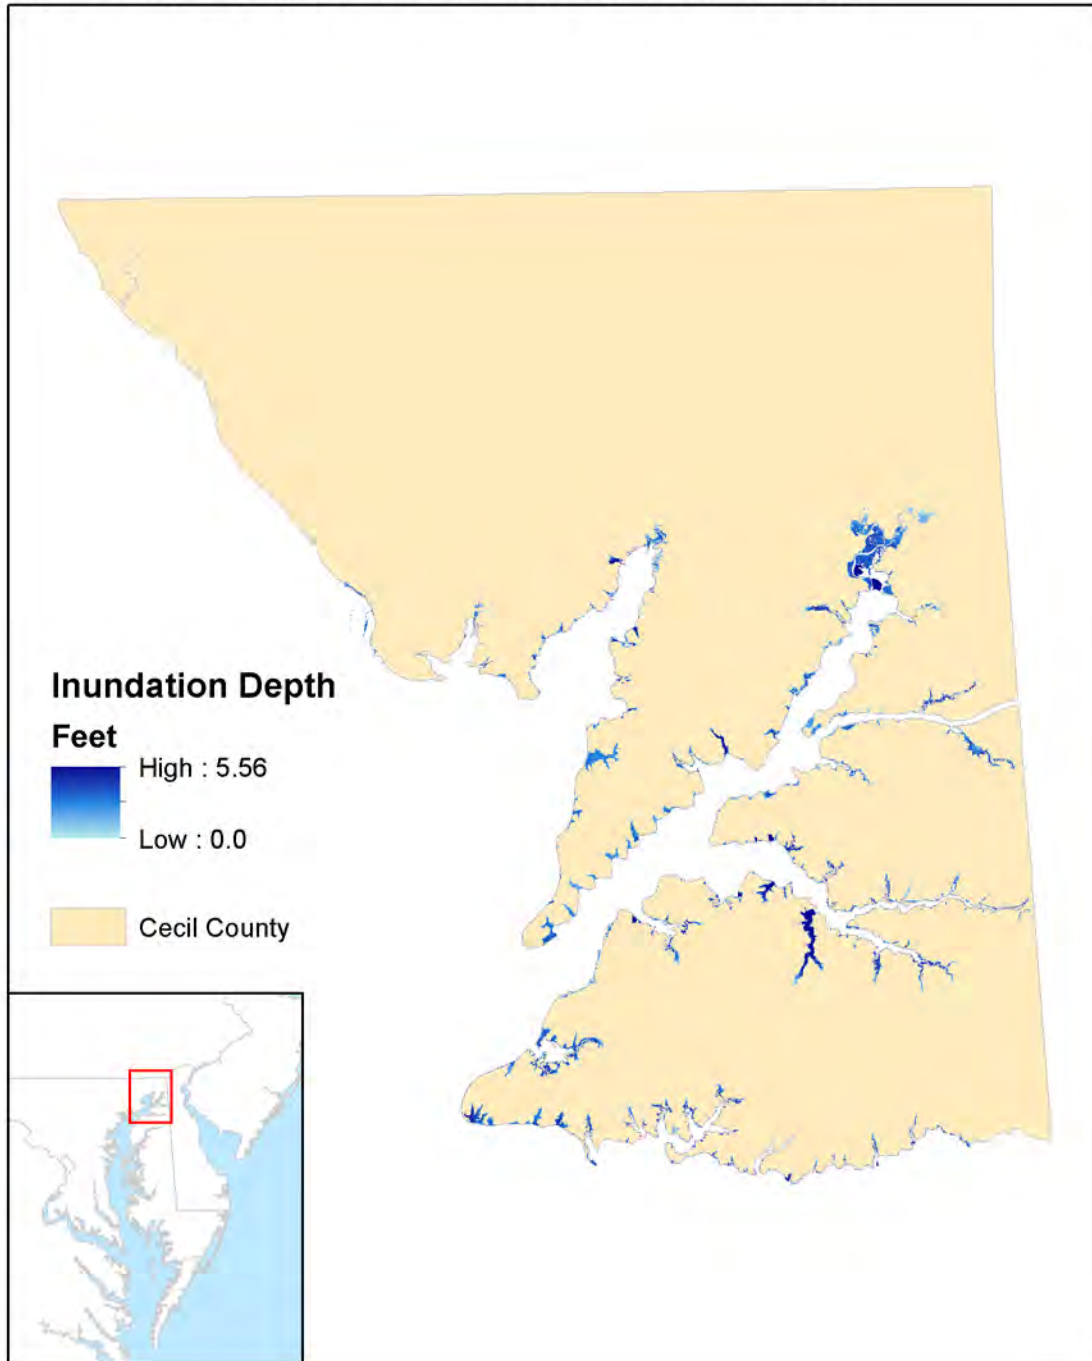 Inundation Depth
Feet
High : 5.56
Low : 0.0
Cecil County